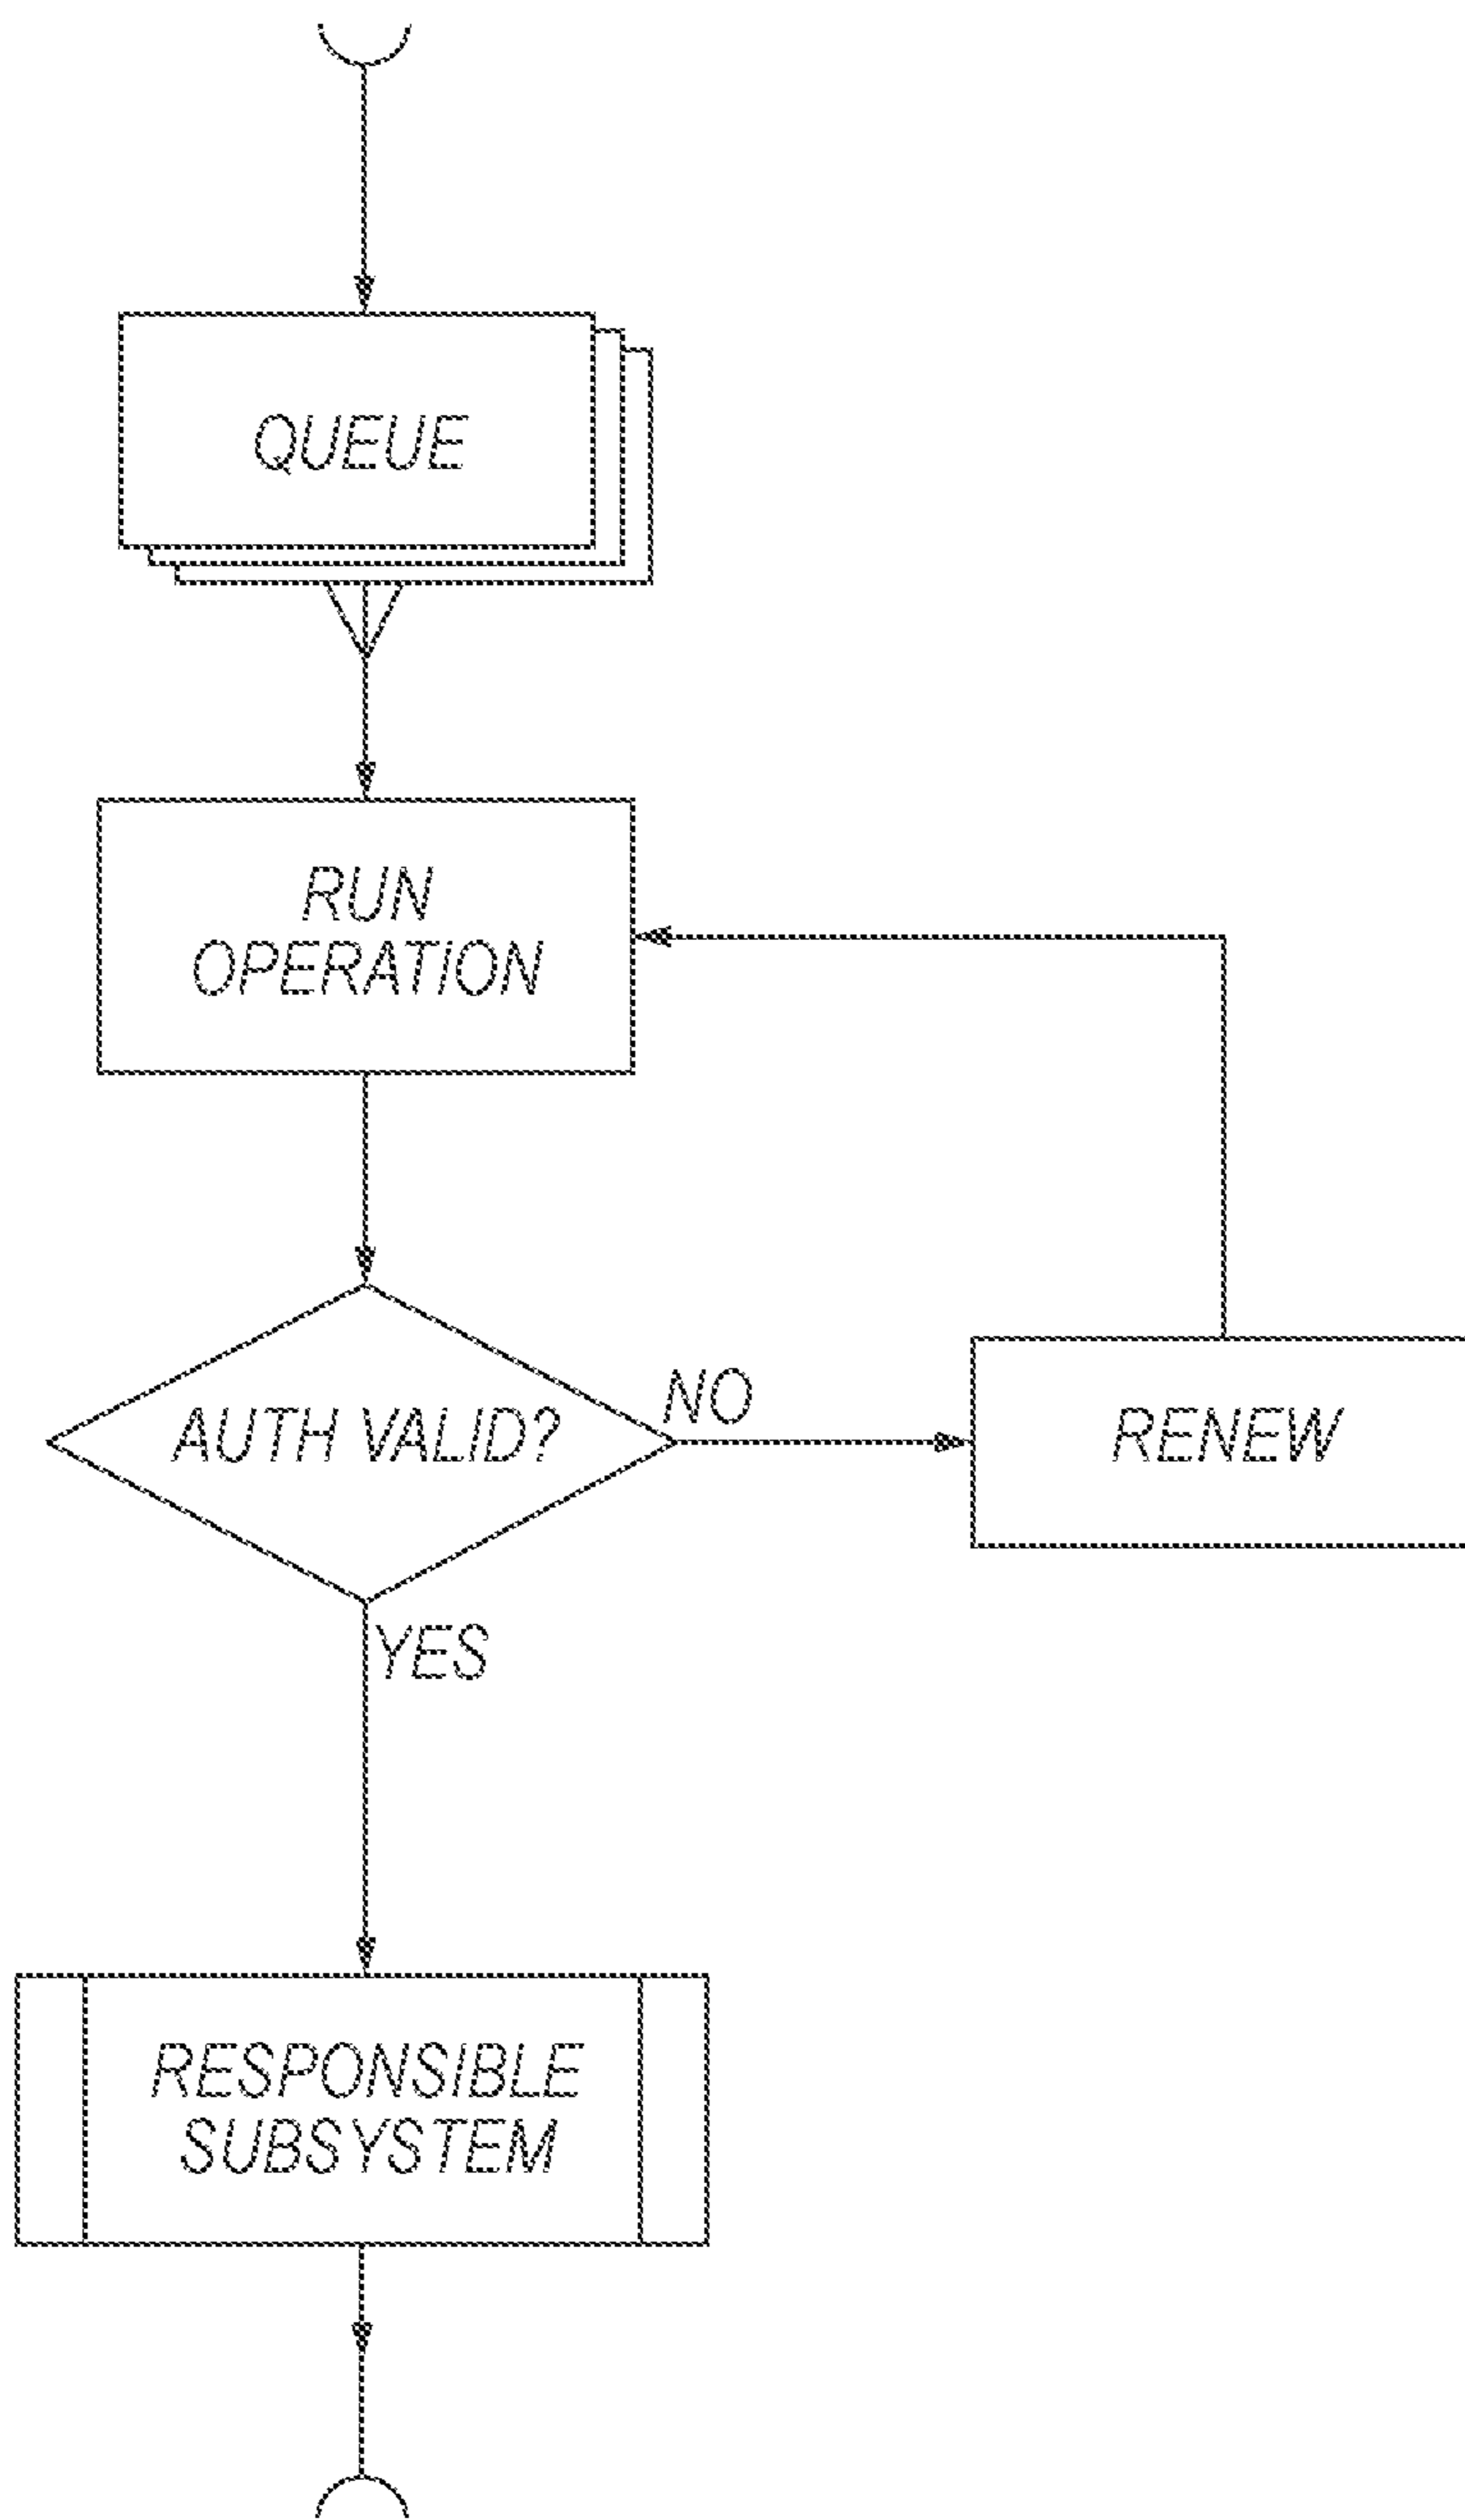 QUEUE
RUN
OPERATION
AUTH VALID?
NO
RENEW
YES
RESPONSIBLE
SUBSYSTEM